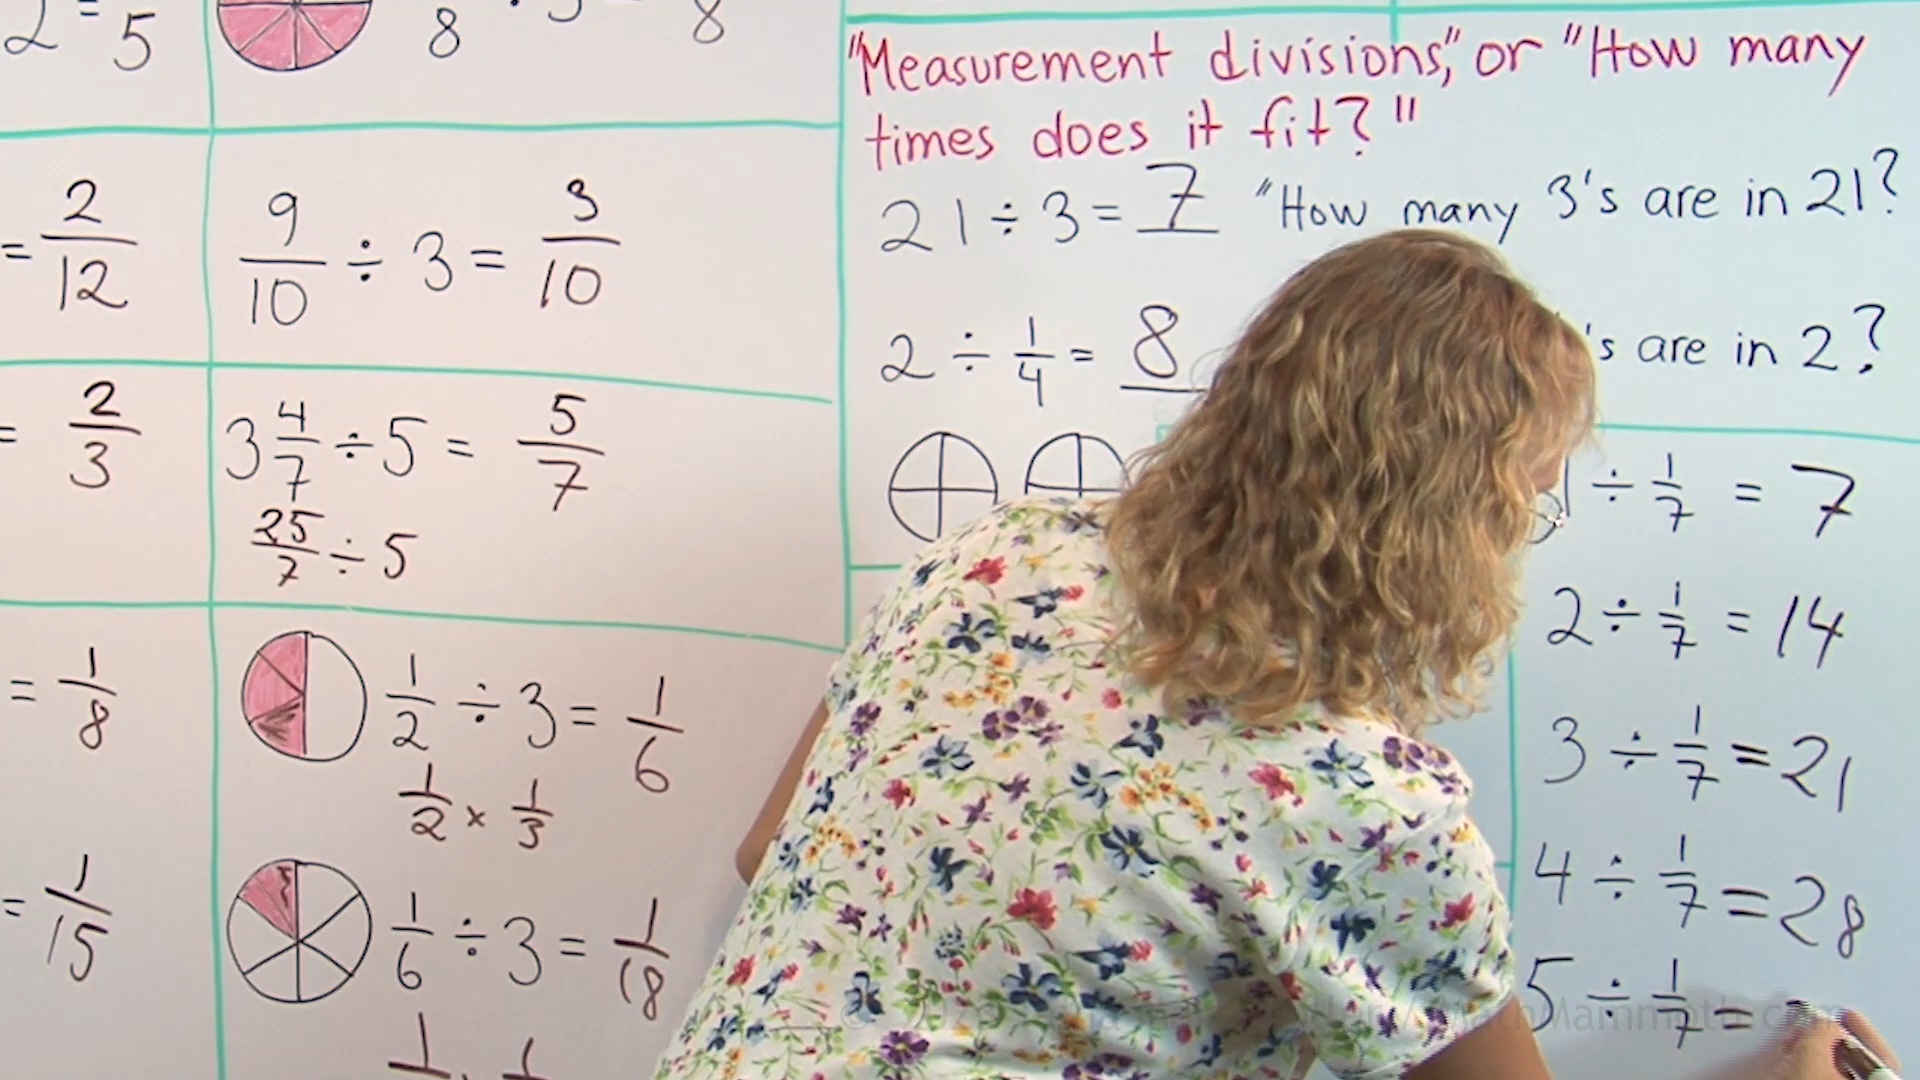 2 = 5
8 ÷ 3 = 8
= 2/12
9/10 ÷ 3 = 3/10
= 2/3
3 4/7 ÷ 5 = 5/7
25/7 ÷ 5
= 1/8
1/2 ÷ 3 = 1/6
1/2 × 1/3
= 1/15
1/6 ÷ 3 = 1/18
"Measurement divisions," or "How many
times does it fit?"
21 ÷ 3 = 7 "How many 3's are in 21?
2 ÷ 1/4 = 8 's are in 2?
1 ÷ 1/7 = 7
2 ÷ 1/7 = 14
3 ÷ 1/7 = 21
4 ÷ 1/7 = 28
5 ÷ 1/7 =
MathMammoth.com